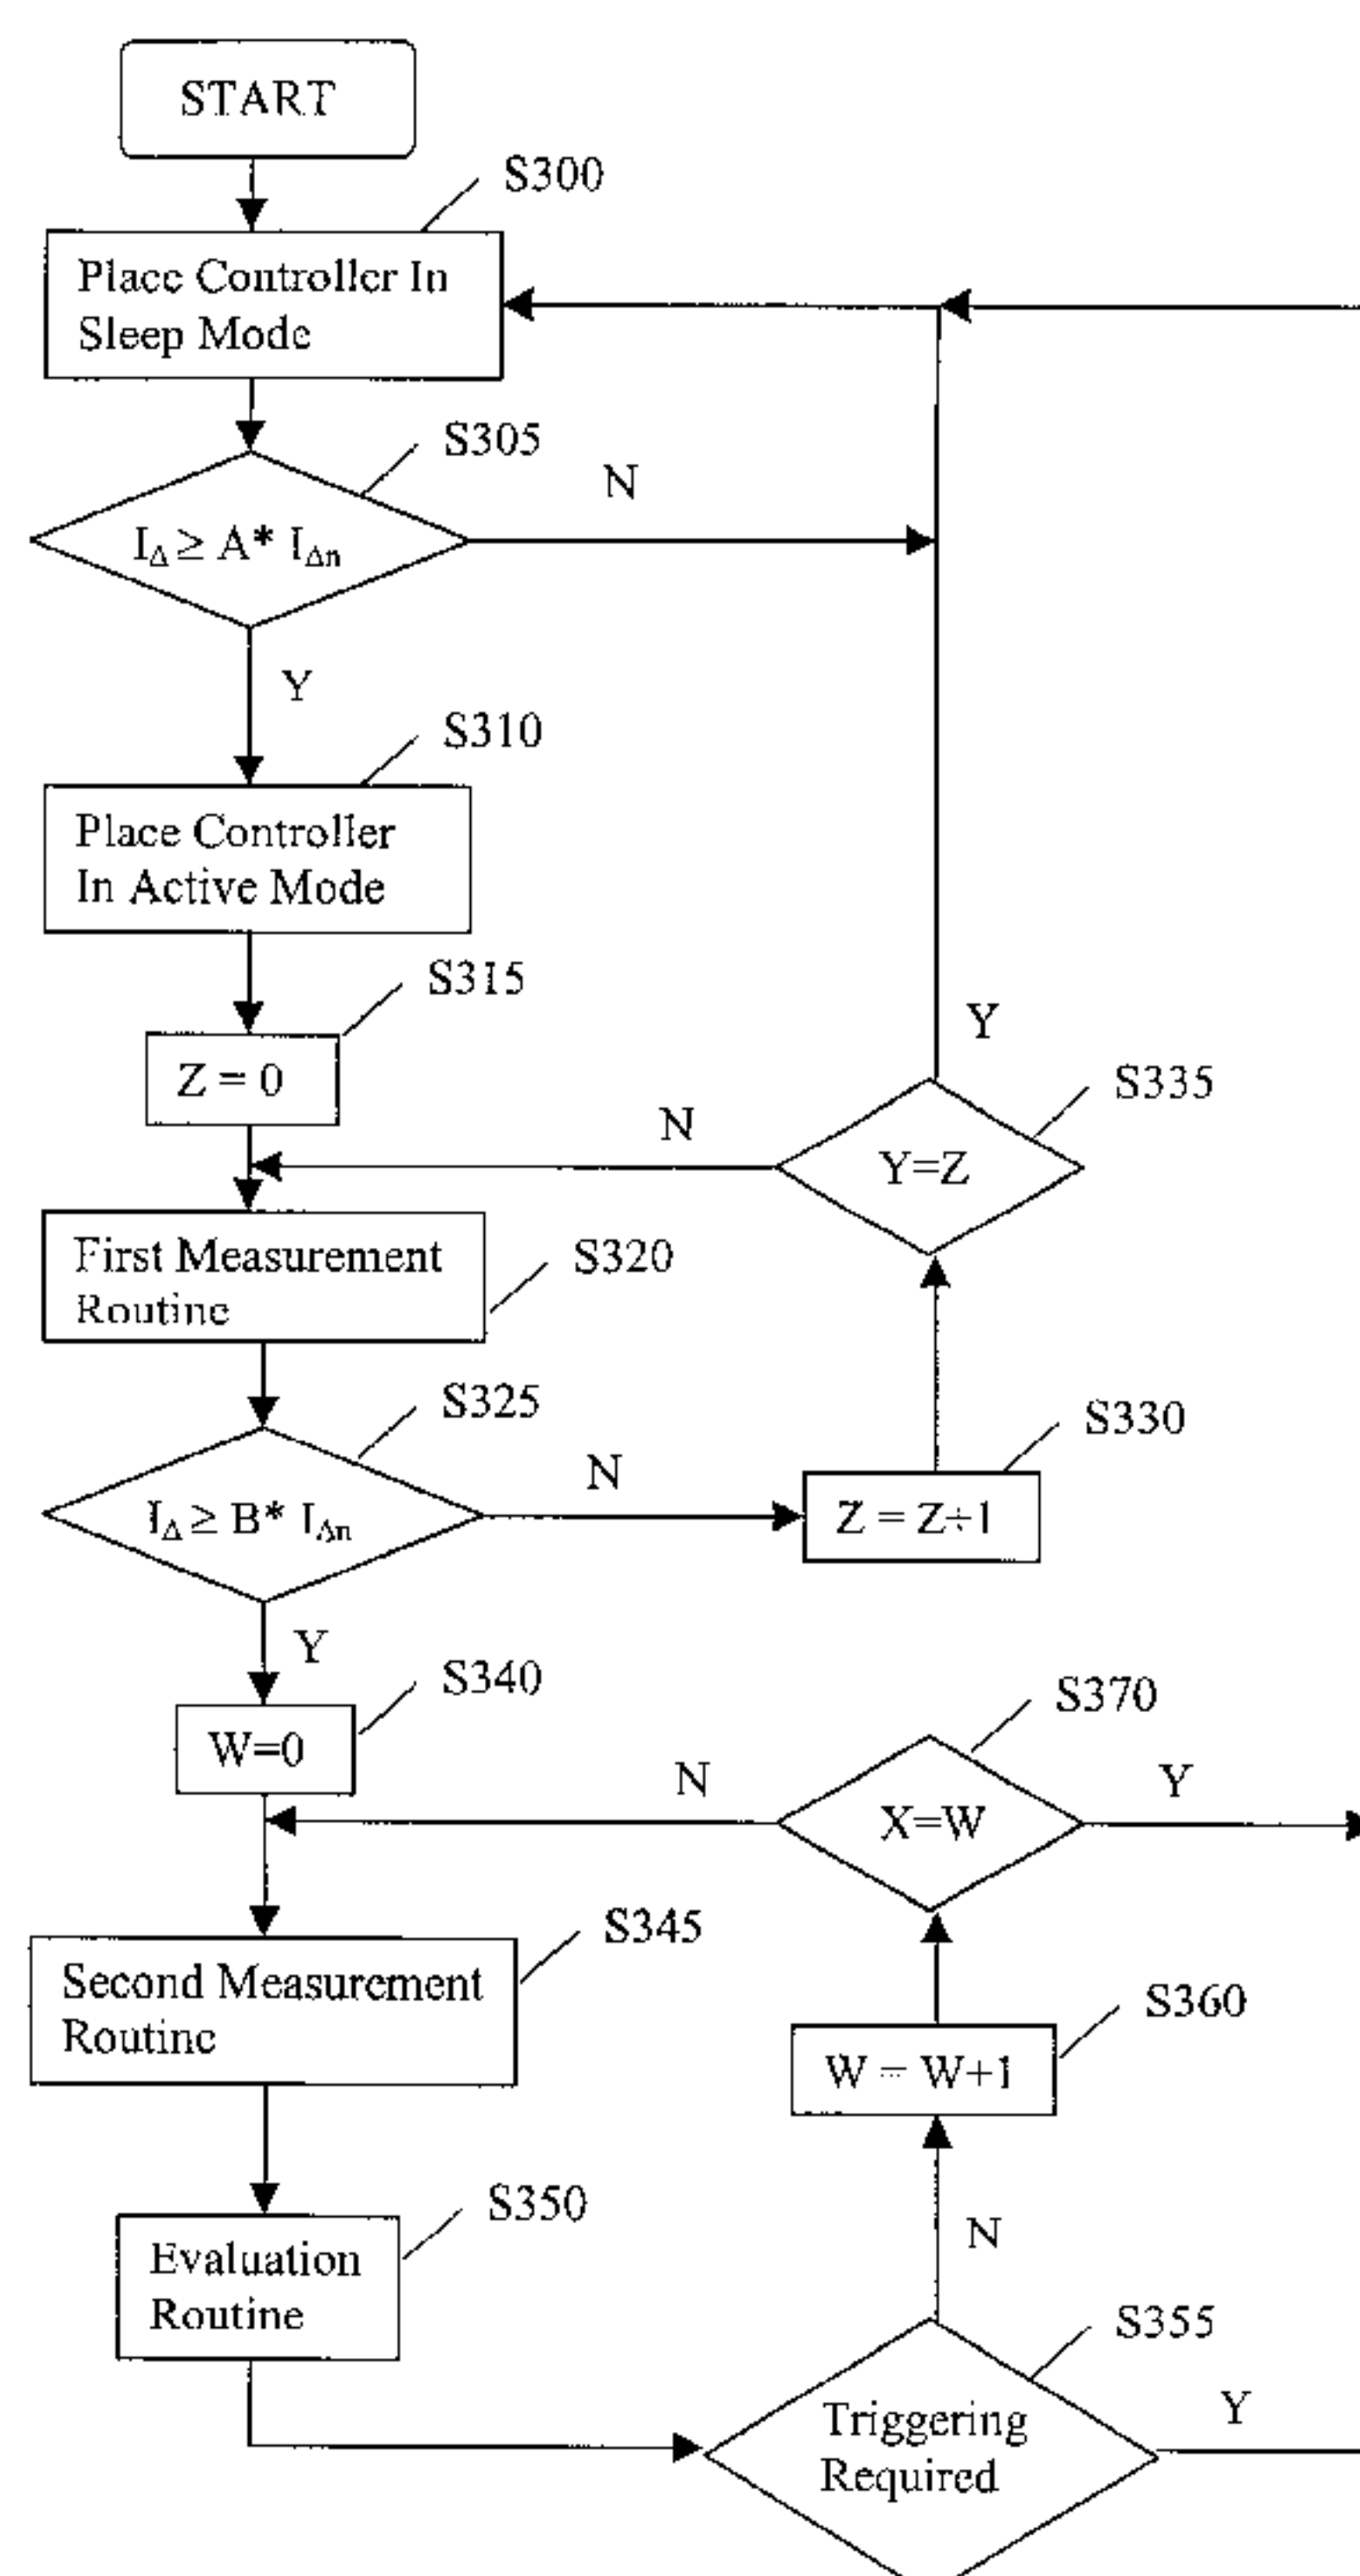 START
S300
Place Controller In
Sleep Mode
S305
N
I∆ ≥ A* I∆n
Y
S310
Place Controller
In Active Mode
S315
Z = 0
Y
S335
N
Y=Z
First Measurement
Routine
S320
S325
N
S330
I∆ ≥ B* I∆n
Z = Z+1
Y
S340
W=0
S370
N
Y
X=W
S345
Second Measurement
Routine
S360
W = W+1
S350
Evaluation
Routine
N
S355
Triggering
Required
Y